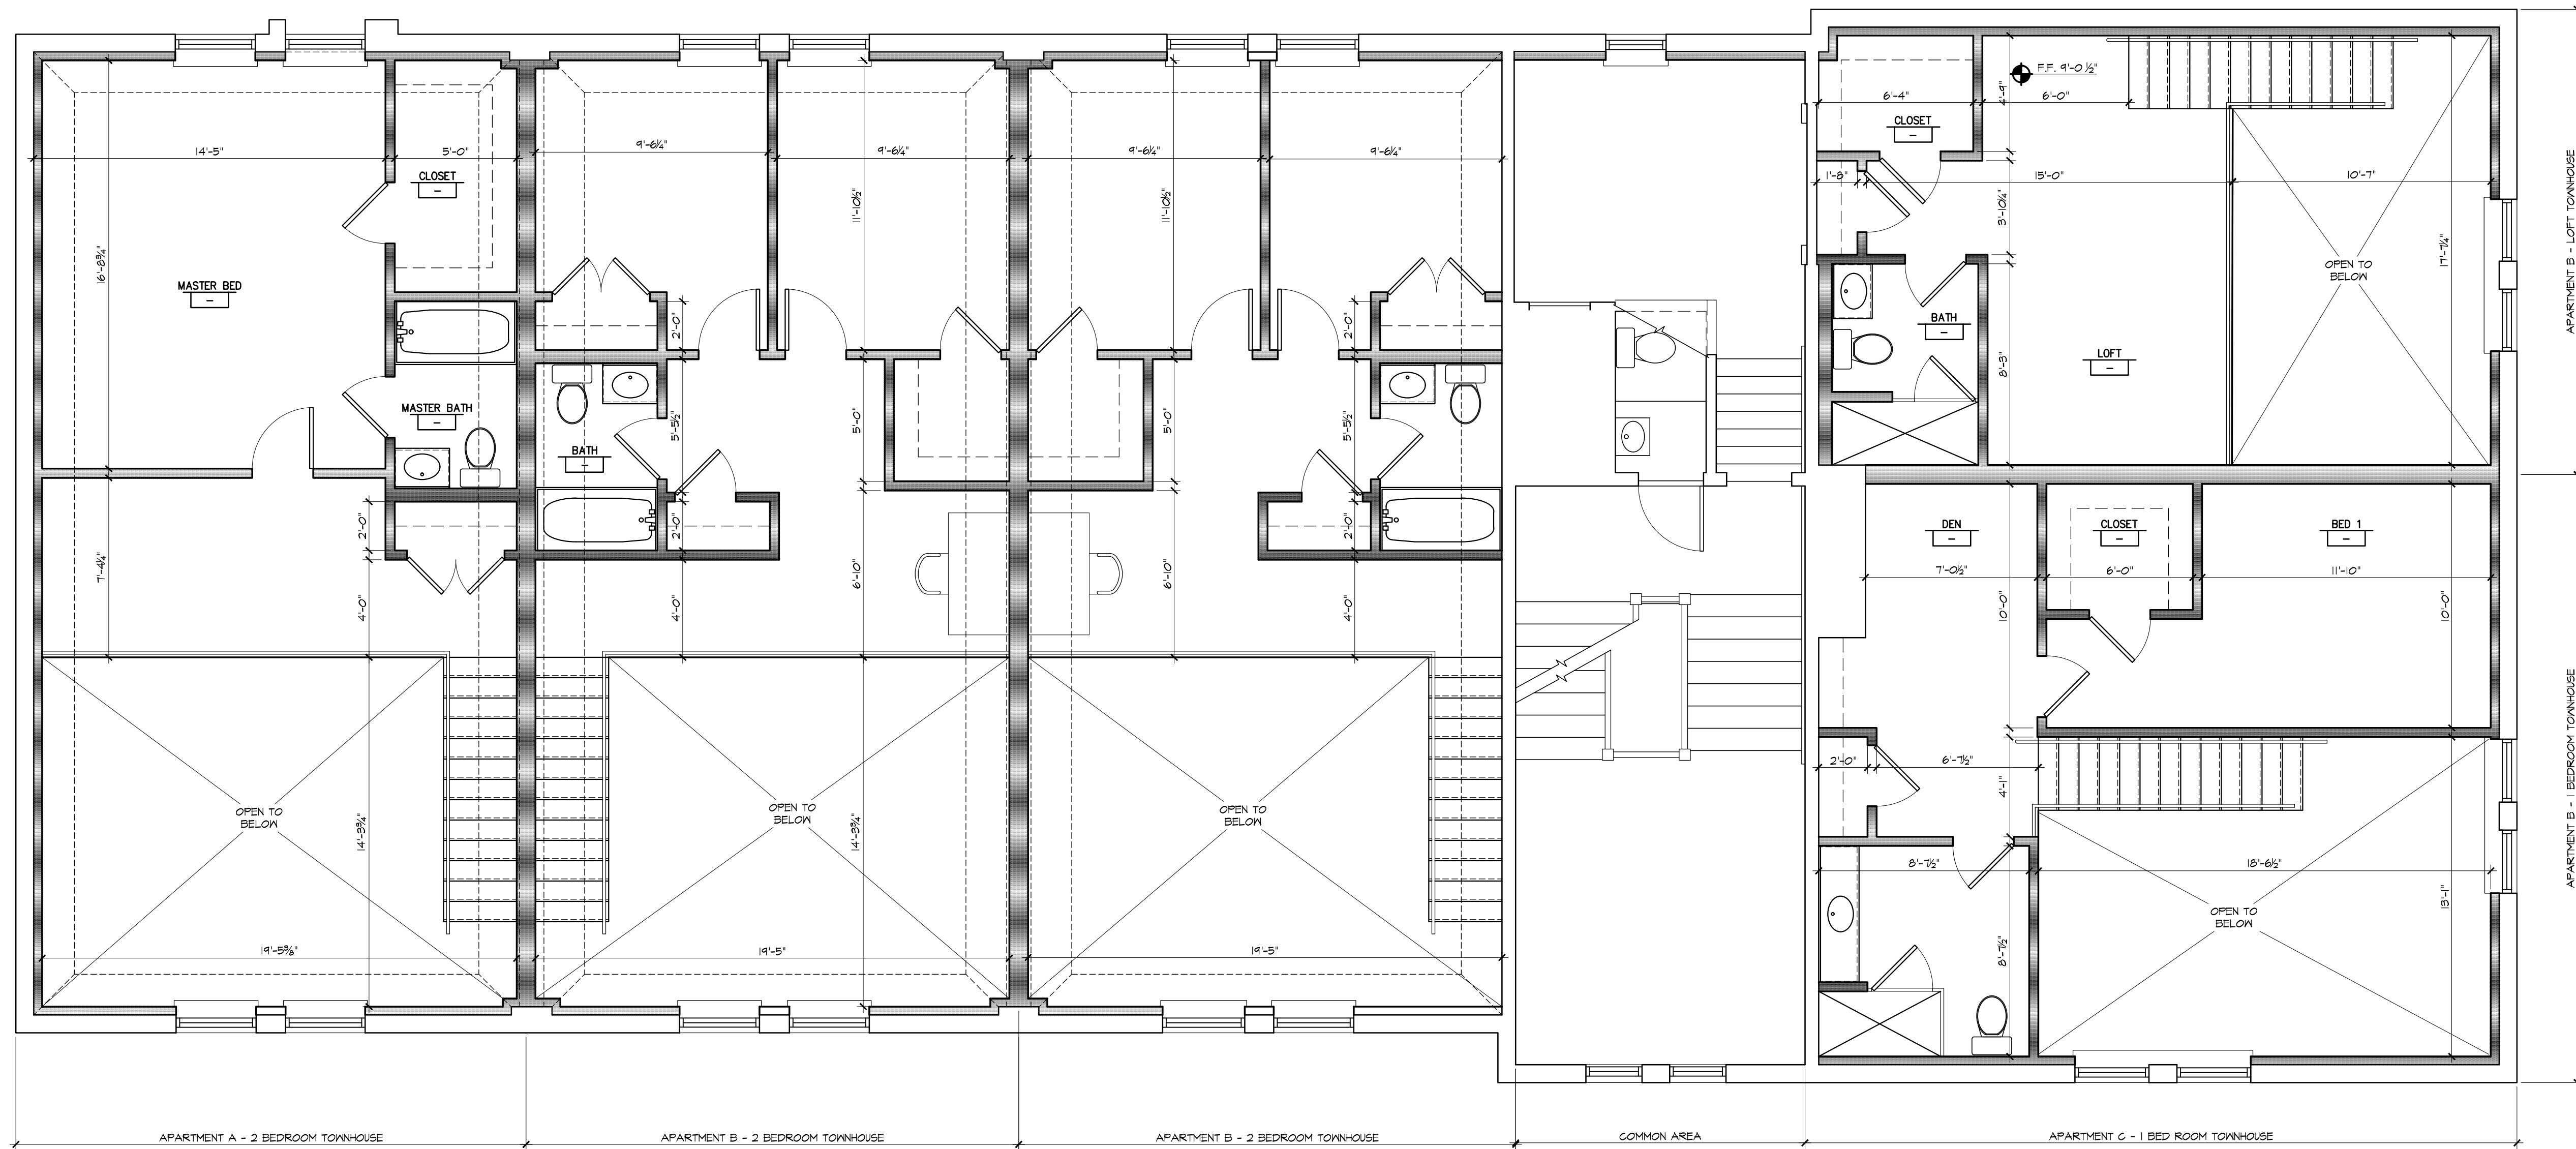 F.F. 9'-0 ½"
6'-4"
4'-9"
6'-0"
CLOSET
-
14'-5"
5'-0"
9'-6¼"
9'-6¼"
9'-6¼"
9'-6¼"
CLOSET
-
1'-8"
15'-0"
10'-7"
11'-10½"
11'-10½"
3'-10¼"
16'-8¾"
17'-7¼"
OPEN TO
BELOW
MASTER BED
-
2'-0"
2'-0"
BATH
-
LOFT
-
8'-3"
MASTER BATH
-
5'-5½"
5'-0"
5'-0"
5'-5½"
BATH
-
2'-0"
2'-0"
2'-0"
DEN
-
CLOSET
-
BED 1
-
7'-4¼"
6'-10"
6'-10"
7'-0½"
6'-0"
11'-10"
4'-0"
4'-0"
4'-0"
10'-0"
10'-0"
2'-0"
6'-7½"
4'-1"
OPEN TO
BELOW
OPEN TO
BELOW
OPEN TO
BELOW
14'-3¾"
14'-3¾"
8'-7½"
18'-6½"
13'-1"
OPEN TO
BELOW
19'-5⅝"
19'-5"
19'-5"
8'-7½"
APARTMENT B - LOFT TOWNHOUSE
APARTMENT B - 1 BEDROOM TOWNHOUSE
APARTMENT A - 2 BEDROOM TOWNHOUSE
APARTMENT B - 2 BEDROOM TOWNHOUSE
APARTMENT B - 2 BEDROOM TOWNHOUSE
COMMON AREA
APARTMENT C - 1 BED ROOM TOWNHOUSE